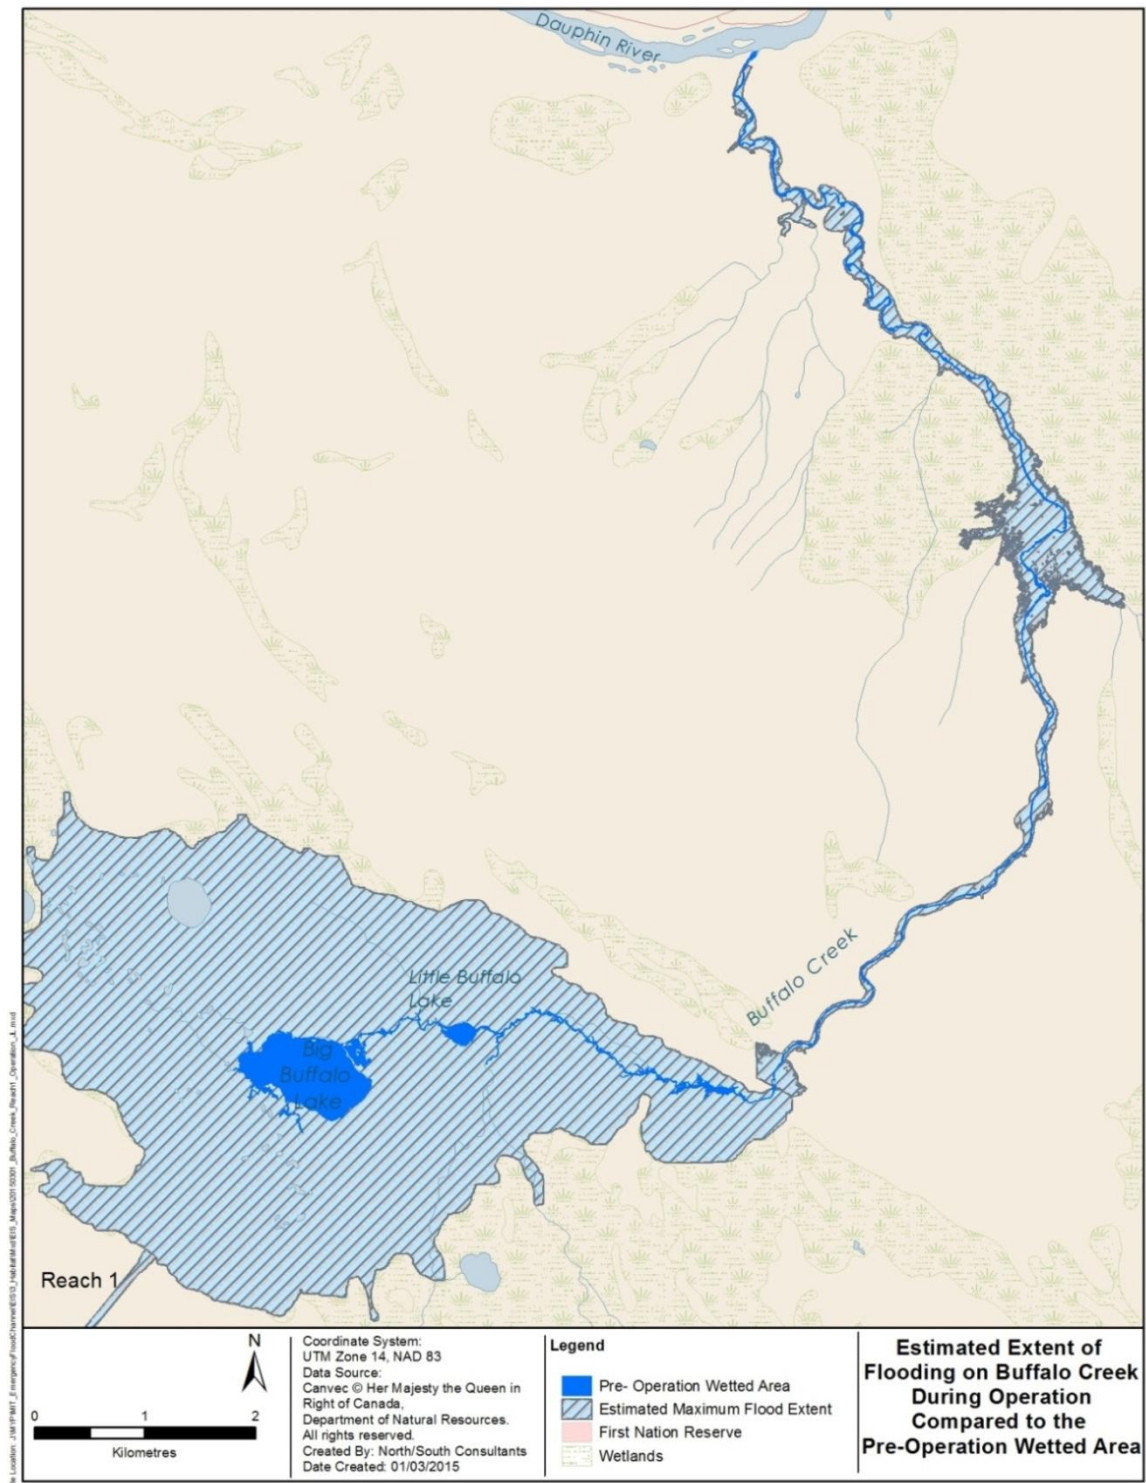 Dauphin River
Buffalo Creek
Little Buffalo
Lake
Big
Buffalo
Lake
Reach 1
N
0 1 2
Kilometres
Coordinate System:
UTM Zone 14, NAD 83
Data Source:
Canvec © Her Majesty the Queen in
Right of Canada,
Department of Natural Resources.
All rights reserved.
Created By: North/South Consultants
Date Created: 01/03/2015
Legend
Pre- Operation Wetted Area
Estimated Maximum Flood Extent
First Nation Reserve
Wetlands
Estimated Extent of
Flooding on Buffalo Creek
During Operation
Compared to the
Pre-Operation Wetted Area